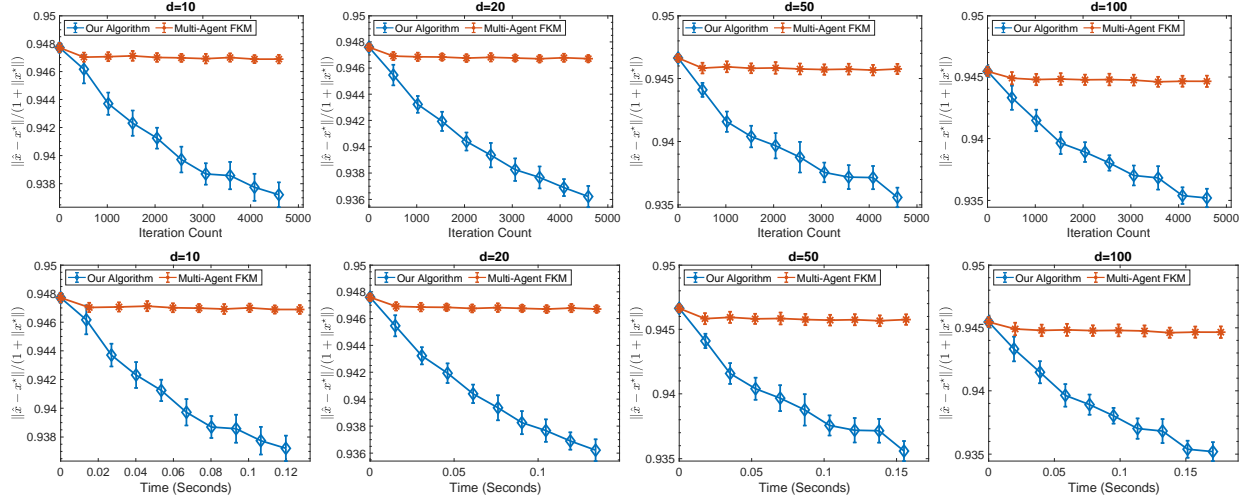 d=10
Our Algorithm
Multi-Agent FKM
0.95
0.948
0.946
0.944
0.942
0.94
0.938
||x̂ − x*||/(1 + ||x*||)
0 1000 2000 3000 4000 5000
Iteration Count
d=20
Our Algorithm
Multi-Agent FKM
0.95
0.948
0.946
0.944
0.942
0.94
0.938
0.936
||x̂ − x*||/(1 + ||x*||)
0 1000 2000 3000 4000 5000
Iteration Count
d=50
Our Algorithm
Multi-Agent FKM
0.95
0.945
0.94
0.935
||x̂ − x*||/(1 + ||x*||)
0 1000 2000 3000 4000 5000
Iteration Count
d=100
Our Algorithm
Multi-Agent FKM
0.95
0.945
0.94
0.935
||x̂ − x*||/(1 + ||x*||)
0 1000 2000 3000 4000 5000
Iteration Count
d=10
Our Algorithm
Multi-Agent FKM
0.95
0.948
0.946
0.944
0.942
0.94
0.938
||x̂ − x*||/(1 + ||x*||)
0 0.02 0.04 0.06 0.08 0.1 0.12
Time (Seconds)
d=20
Our Algorithm
Multi-Agent FKM
0.95
0.948
0.946
0.944
0.942
0.94
0.938
0.936
||x̂ − x*||/(1 + ||x*||)
0 0.05 0.1
Time (Seconds)
d=50
Our Algorithm
Multi-Agent FKM
0.95
0.945
0.94
0.935
||x̂ − x*||/(1 + ||x*||)
0 0.05 0.1 0.15
Time (Seconds)
d=100
Our Algorithm
Multi-Agent FKM
0.95
0.945
0.94
0.935
||x̂ − x*||/(1 + ||x*||)
0 0.05 0.1 0.15
Time (Seconds)